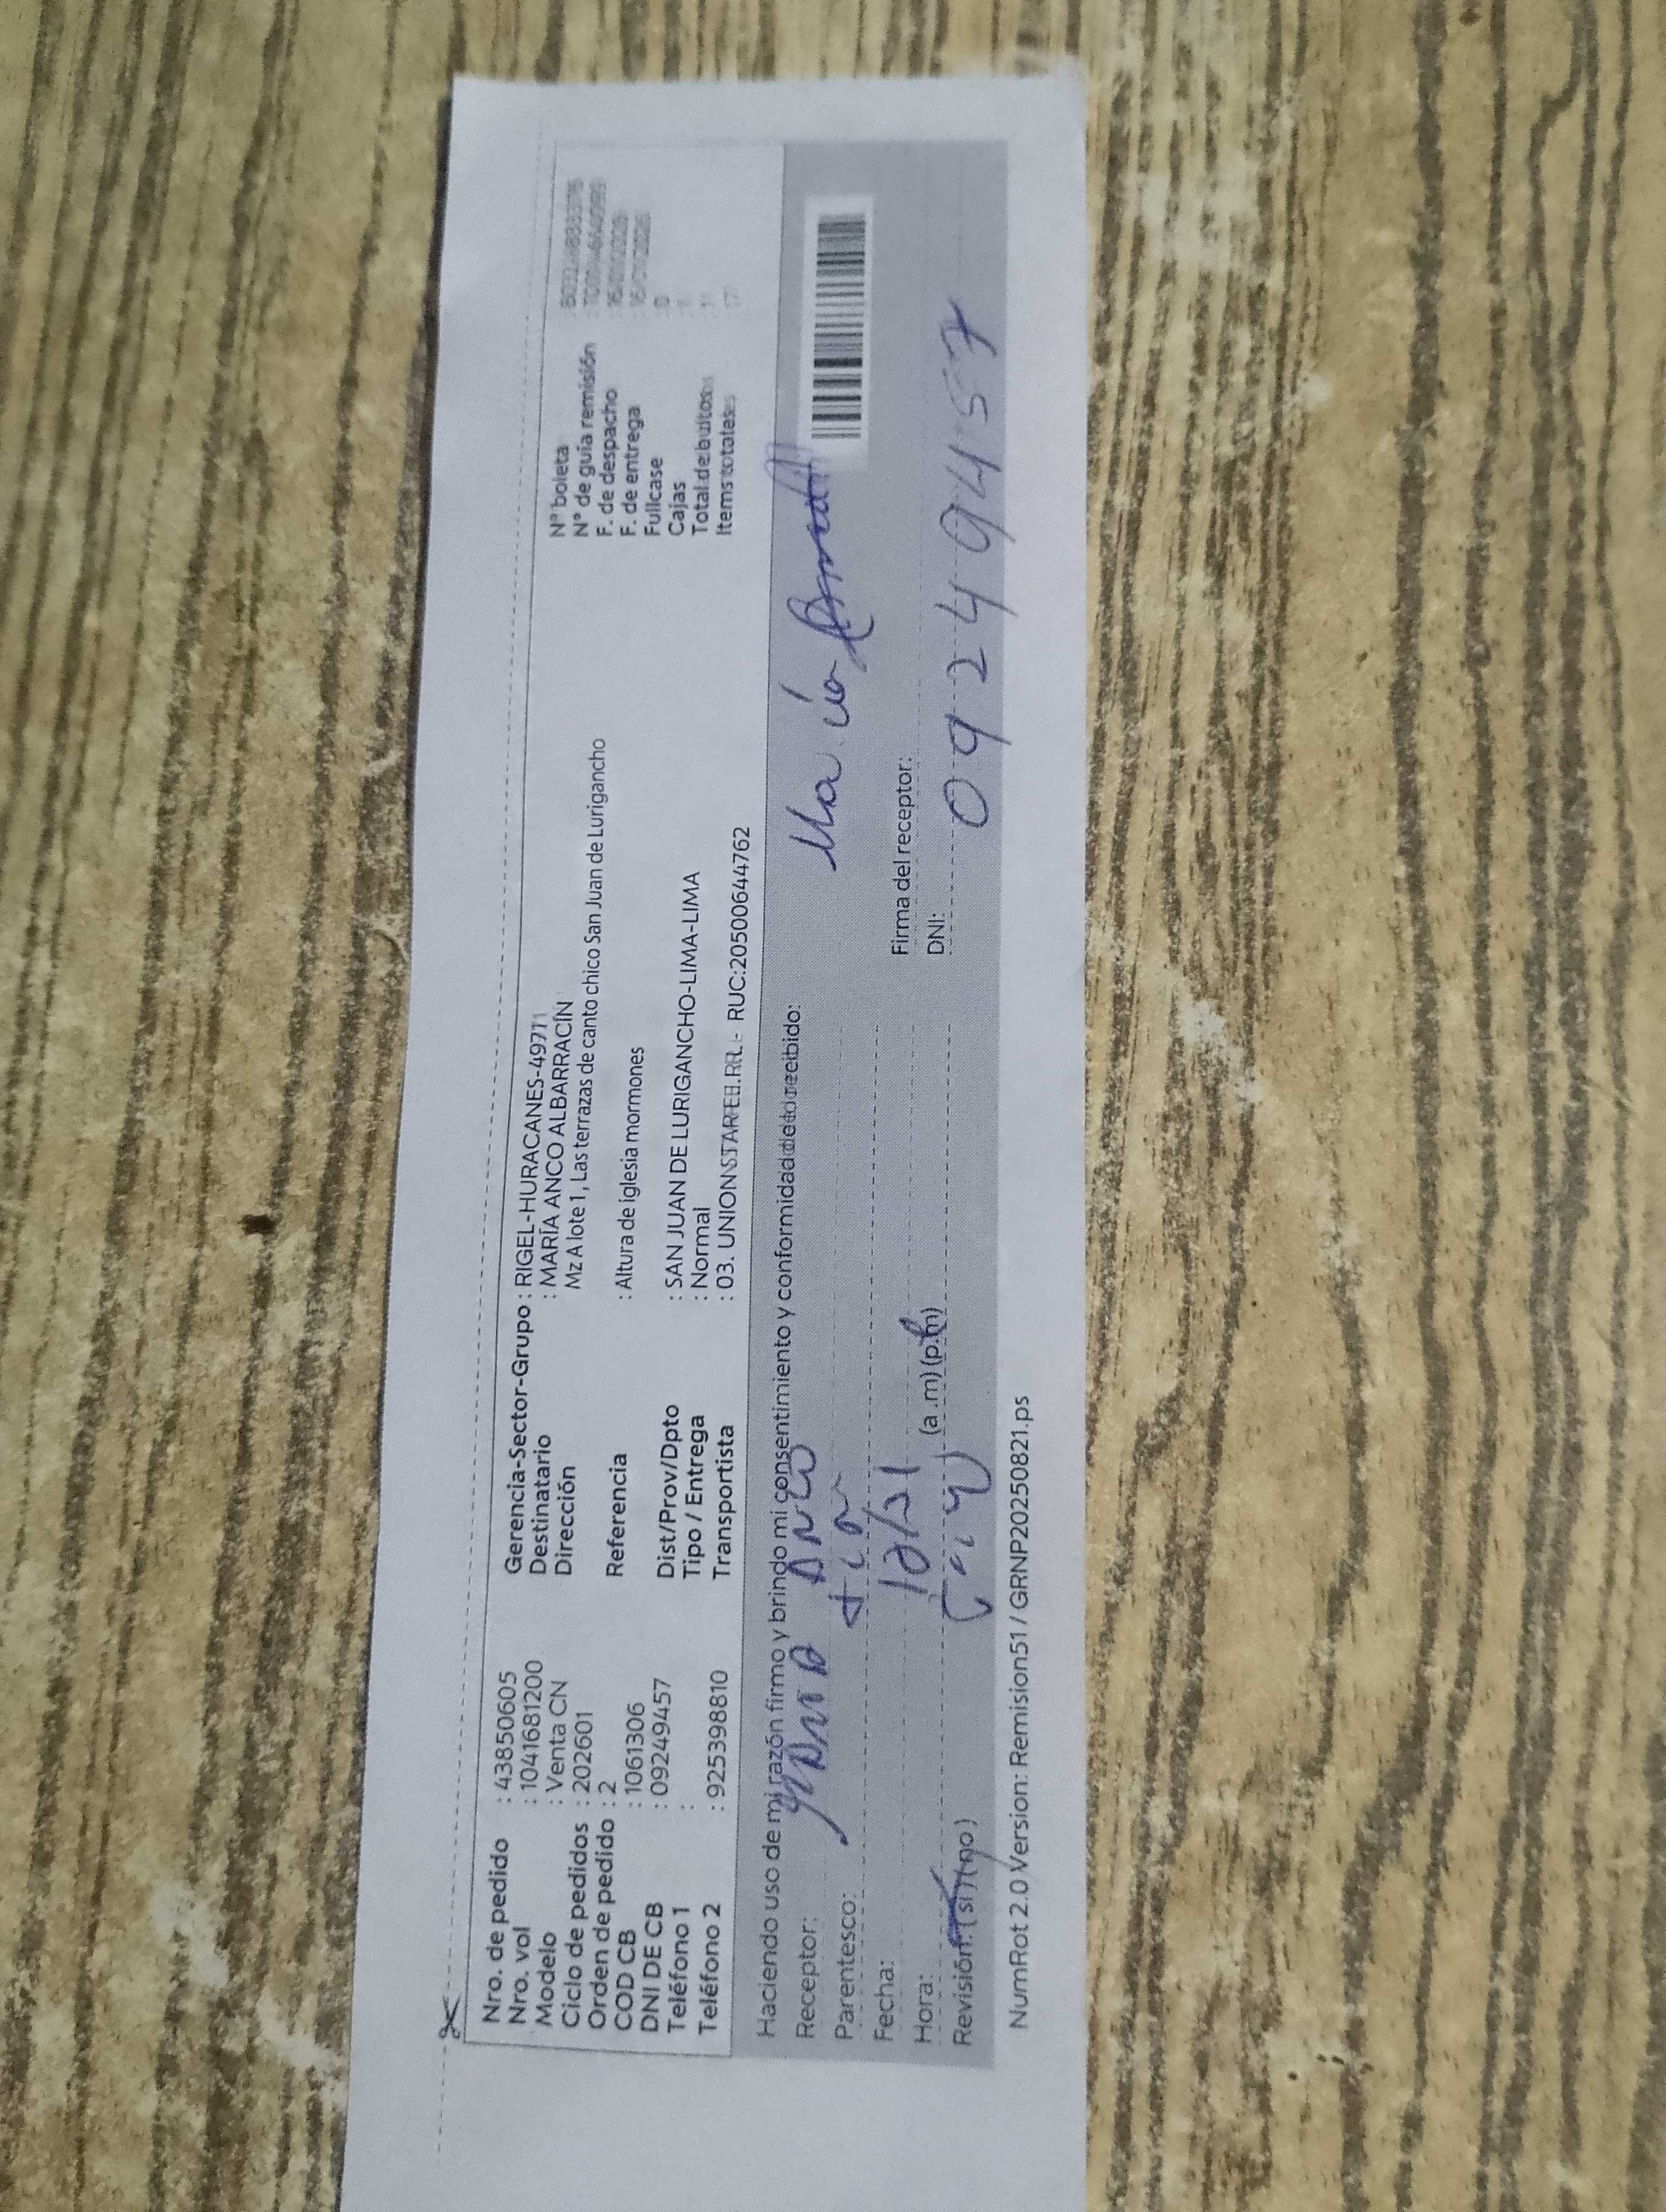 Nro. de pedido : 43850605
Nro. vol : 1041681200
Modelo : Venta CN
Ciclo de pedidos : 202601
Orden de pedido : 2
COD CB : 1061306
DNI DE CB : 09249457
Teléfono 1 :
Teléfono 2 : 925398810
Gerencia-Sector-Grupo : RIGEL-HURACANES-49711
Destinatario : MARÍA ANCO ALBARRACÍN
Dirección Mz A lote 1, Las terrazas de canto chico San Juan de Lurigancho
Referencia : Altura de iglesia mormones
Dist/Prov/Dpto : SAN JUAN DE LURIGANCHO-LIMA-LIMA
Tipo / Entrega : Normal
Transportista : 03. UNIONSTAR E.I.R.L. - RUC:20500644762
N° boleta
N° de guía remisión
F. de despacho
F. de entrega
Fullcase : 0
Cajas
Total de bultos
Items totales
Haciendo uso de mi razón firmo y brindo mi consentimiento y conformidad de lo recibido:
Receptor: Anco
Parentesco:
Fecha:
Hora: (a.m) (p.m)
Revisión: (si) (no)
Firma del receptor:
DNI: 09249457
NumRot 2.0 Version: Remision51 / GRNP20250821.ps